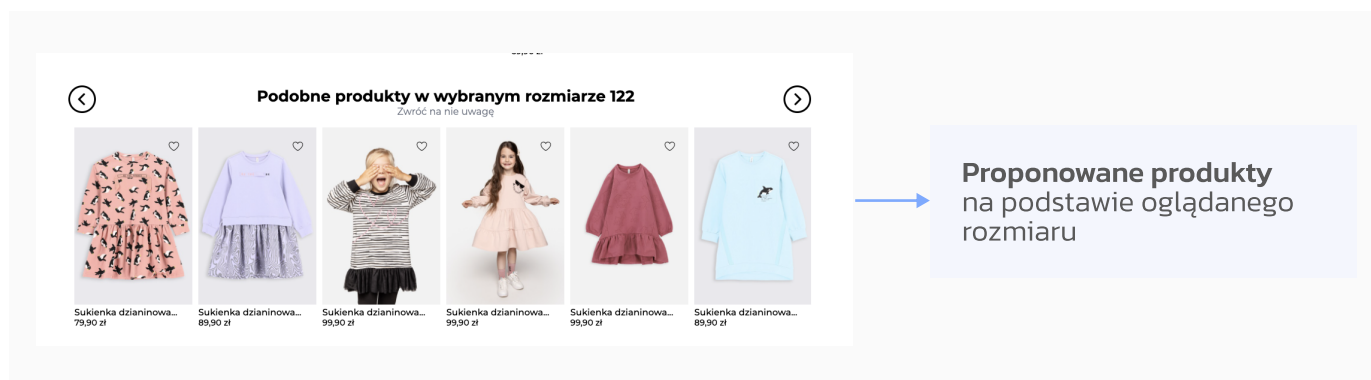 Podobne produkty w wybranym rozmiarze 122
Zwróć na nie uwagę
Sukienka dzianinowa... Sukienka dzianinowa... Sukienka dzianinowa... Sukienka dzianinowa... Sukienka dzianinowa... Sukienka dzianinowa...
79,90 zł 89,90 zł 99,90 zł 99,90 zł 99,90 zł 89,90 zł
Proponowane produkty
na podstawie oglądanego
rozmiaru